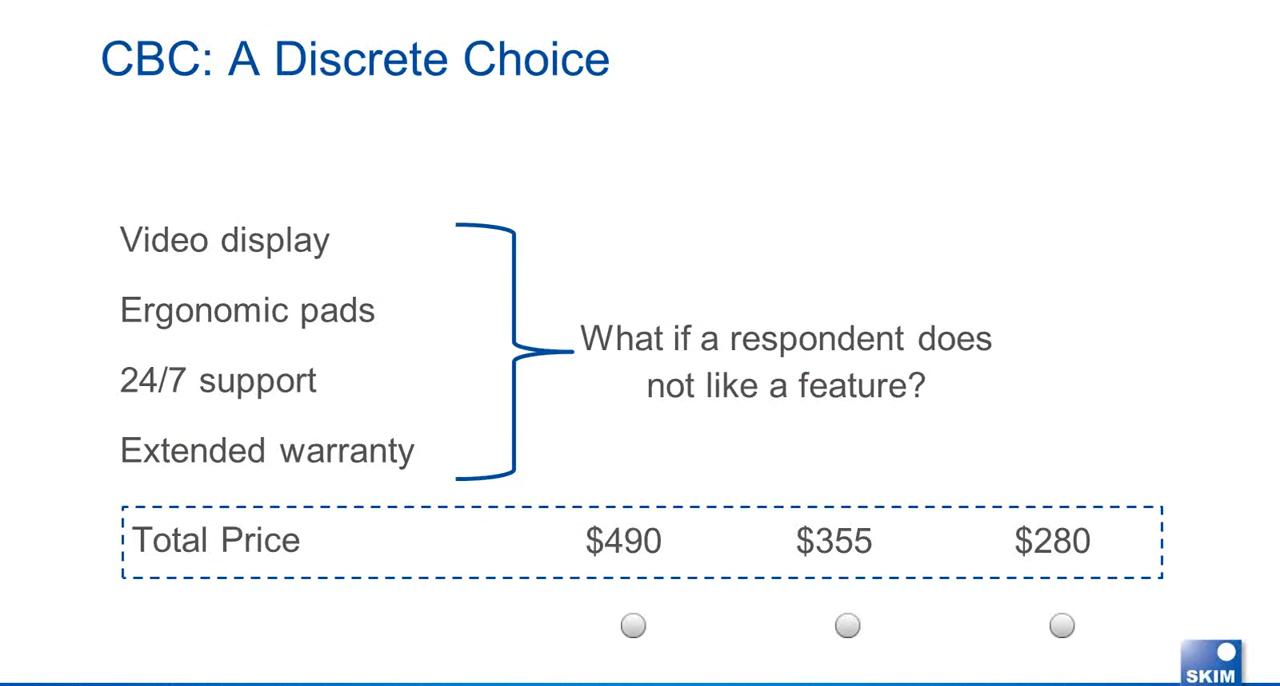 CBC: A Discrete Choice
Video display
Ergonomic pads
24/7 support
Extended warranty
What if a respondent does
not like a feature?
Total Price $490 $355 $280
SKIM